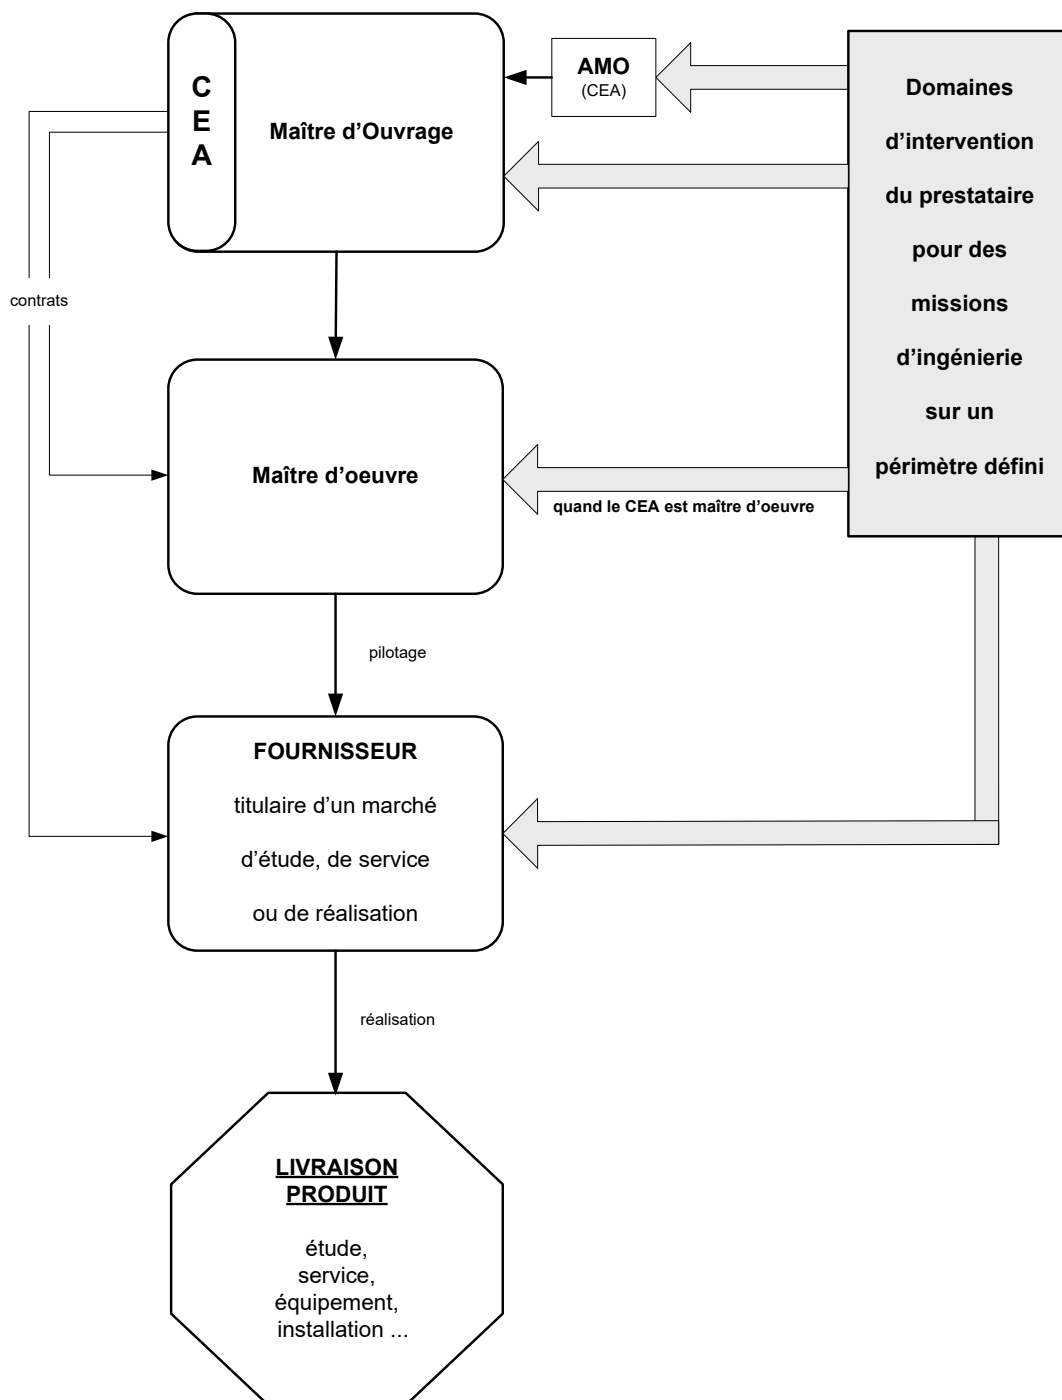 C
E
A
Maître d'Ouvrage
AMO
(CEA)
Domaines
d'intervention
du prestataire
pour des
missions
d'ingénierie
sur un
périmètre défini
contrats
Maître d'oeuvre
quand le CEA est maître d'oeuvre
pilotage
FOURNISSEUR
titulaire d'un marché
d'étude, de service
ou de réalisation
réalisation
LIVRAISON
PRODUIT
étude,
service,
équipement,
installation ...